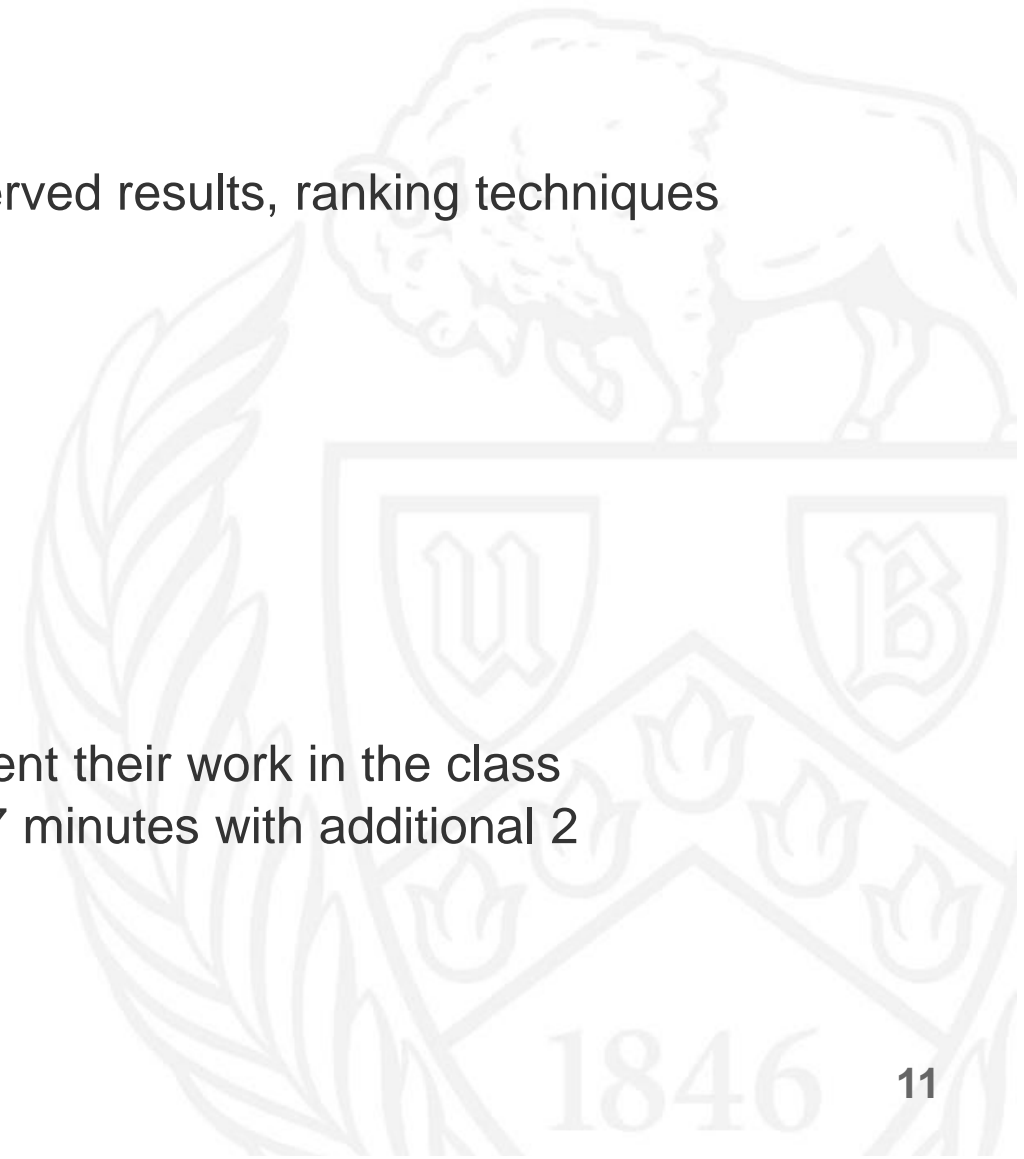 erved results, ranking techniques
U B
ent their work in the class
7 minutes with additional 2
1846
11